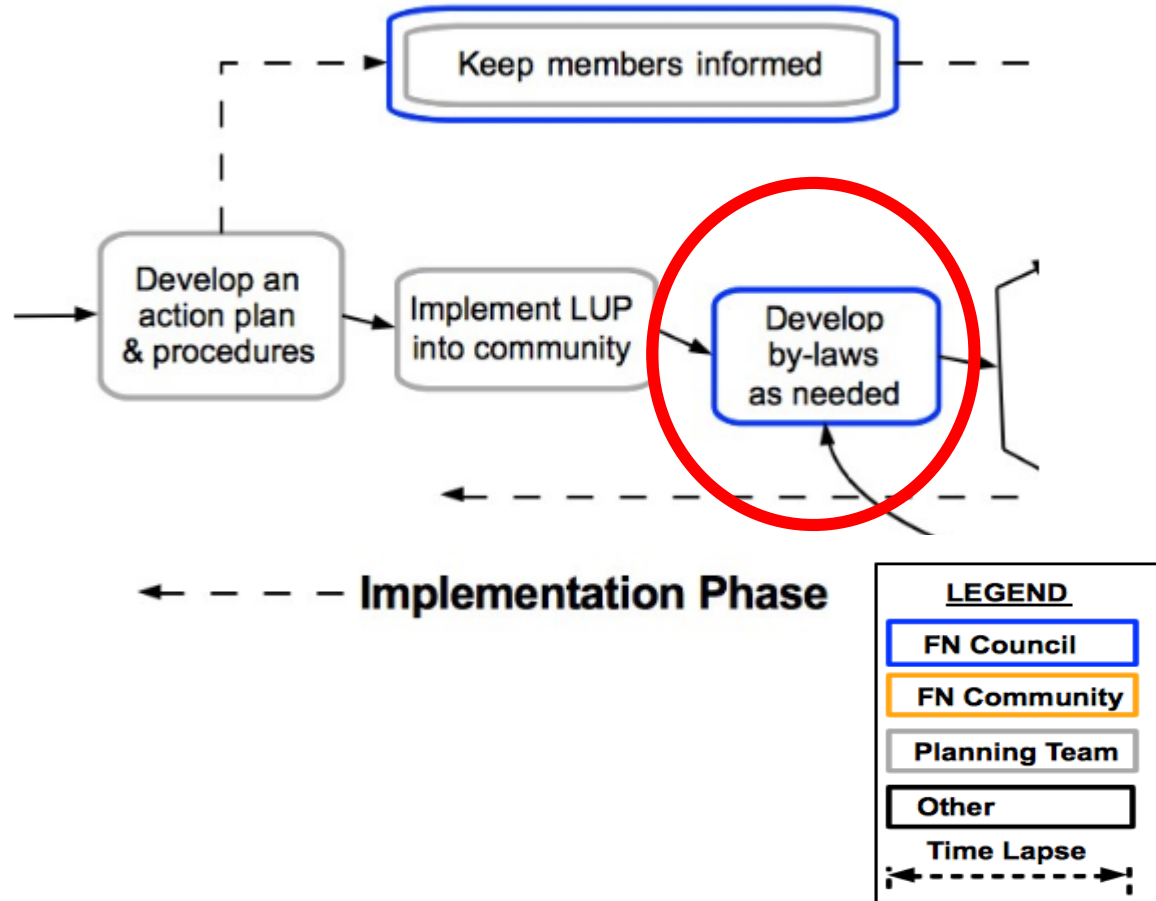 Keep members informed
Develop an
action plan
& procedures
Implement LUP
into community
Develop
by-laws
as needed
Implementation Phase
LEGEND
FN Council
FN Community
Planning Team
Other
Time Lapse